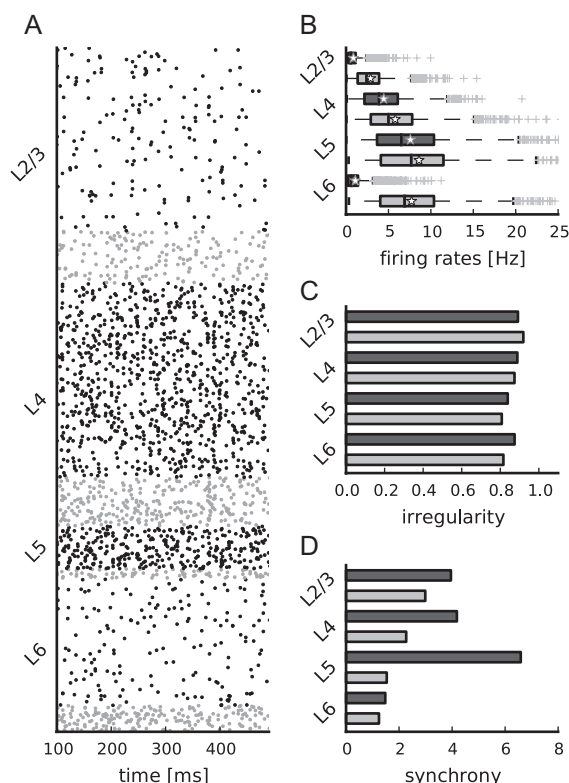 A
L2/3
L4
L5
L6
100 200 300 400
time [ms]
B
L2/3
L4
L5
L6
0 5 10 15 20 25
firing rates [Hz]
C
L2/3
L4
L5
L6
0.0 0.2 0.4 0.6 0.8 1.0
irregularity
D
L2/3
L4
L5
L6
0 2 4 6 8
synchrony